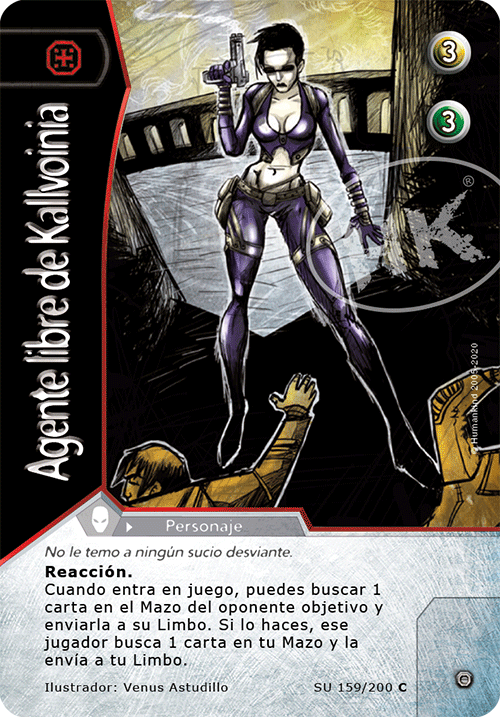 3
3
Agente libre de Kallvoinia
HK®
© Humankind 2005-2020
Personaje
No le temo a ningún sucio desviante.
Reacción.
Cuando entra en juego, puedes buscar 1
carta en el Mazo del oponente objetivo y
enviarla a su Limbo. Si lo haces, ese
jugador busca 1 carta en tu Mazo y la
envía a tu Limbo.
Ilustrador: Venus Astudillo
SU 159/200 C